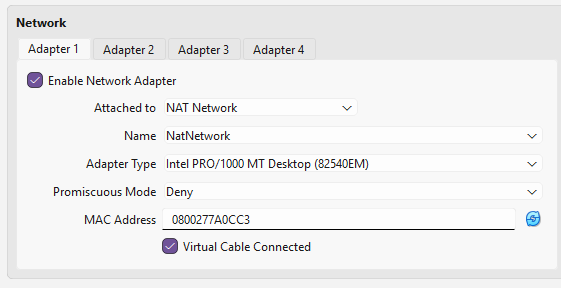 Network
Adapter 1 Adapter 2 Adapter 3 Adapter 4
Enable Network Adapter
Attached to NAT Network
Name NatNetwork
Adapter Type Intel PRO/1000 MT Desktop (82540EM)
Promiscuous Mode Deny
MAC Address 0800277A0CC3
Virtual Cable Connected